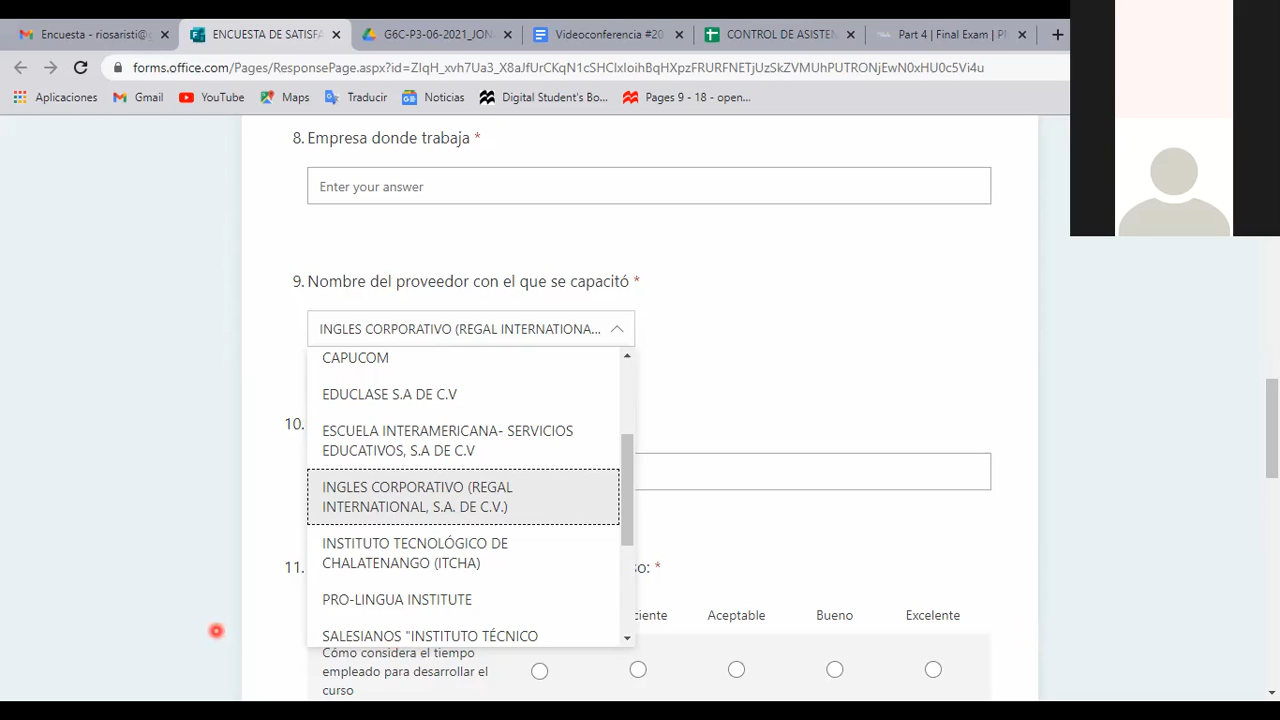 Encuesta - riosaristi@
ENCUESTA DE SATISFA
G6C-P3-06-2021_JON
Videoconferencia #20
CONTROL DE ASISTEN
Part 4 | Final Exam | Pl
forms.office.com/Pages/ResponsePage.aspx?id=ZIqH_xvh7Ua3_X8aJfUrCKqN1cSHClxIoihBqHXpzFRURFNETjUzSkZVMUhPUTRONjEwN0xHU0c5Vi4u
Aplicaciones
Gmail
YouTube
Maps
Traducir
Noticias
Digital Student's Bo...
Pages 9 - 18 - open...
8. Empresa donde trabaja *
Enter your answer
9. Nombre del proveedor con el que se capacitó *
INGLES CORPORATIVO (REGAL INTERNATIONA...
CAPUCOM
EDUCLASE S.A DE C.V
ESCUELA INTERAMERICANA- SERVICIOS
EDUCATIVOS, S.A DE C.V
INGLES CORPORATIVO (REGAL
INTERNATIONAL, S.A. DE C.V.)
INSTITUTO TECNOLÓGICO DE
CHALATENANGO (ITCHA)
PRO-LINGUA INSTITUTE
SALESIANOS "INSTITUTO TÉCNICO
10.
11. so: *
ciente Aceptable Bueno Excelente
Cómo considera el tiempo
empleado para desarrollar el
curso